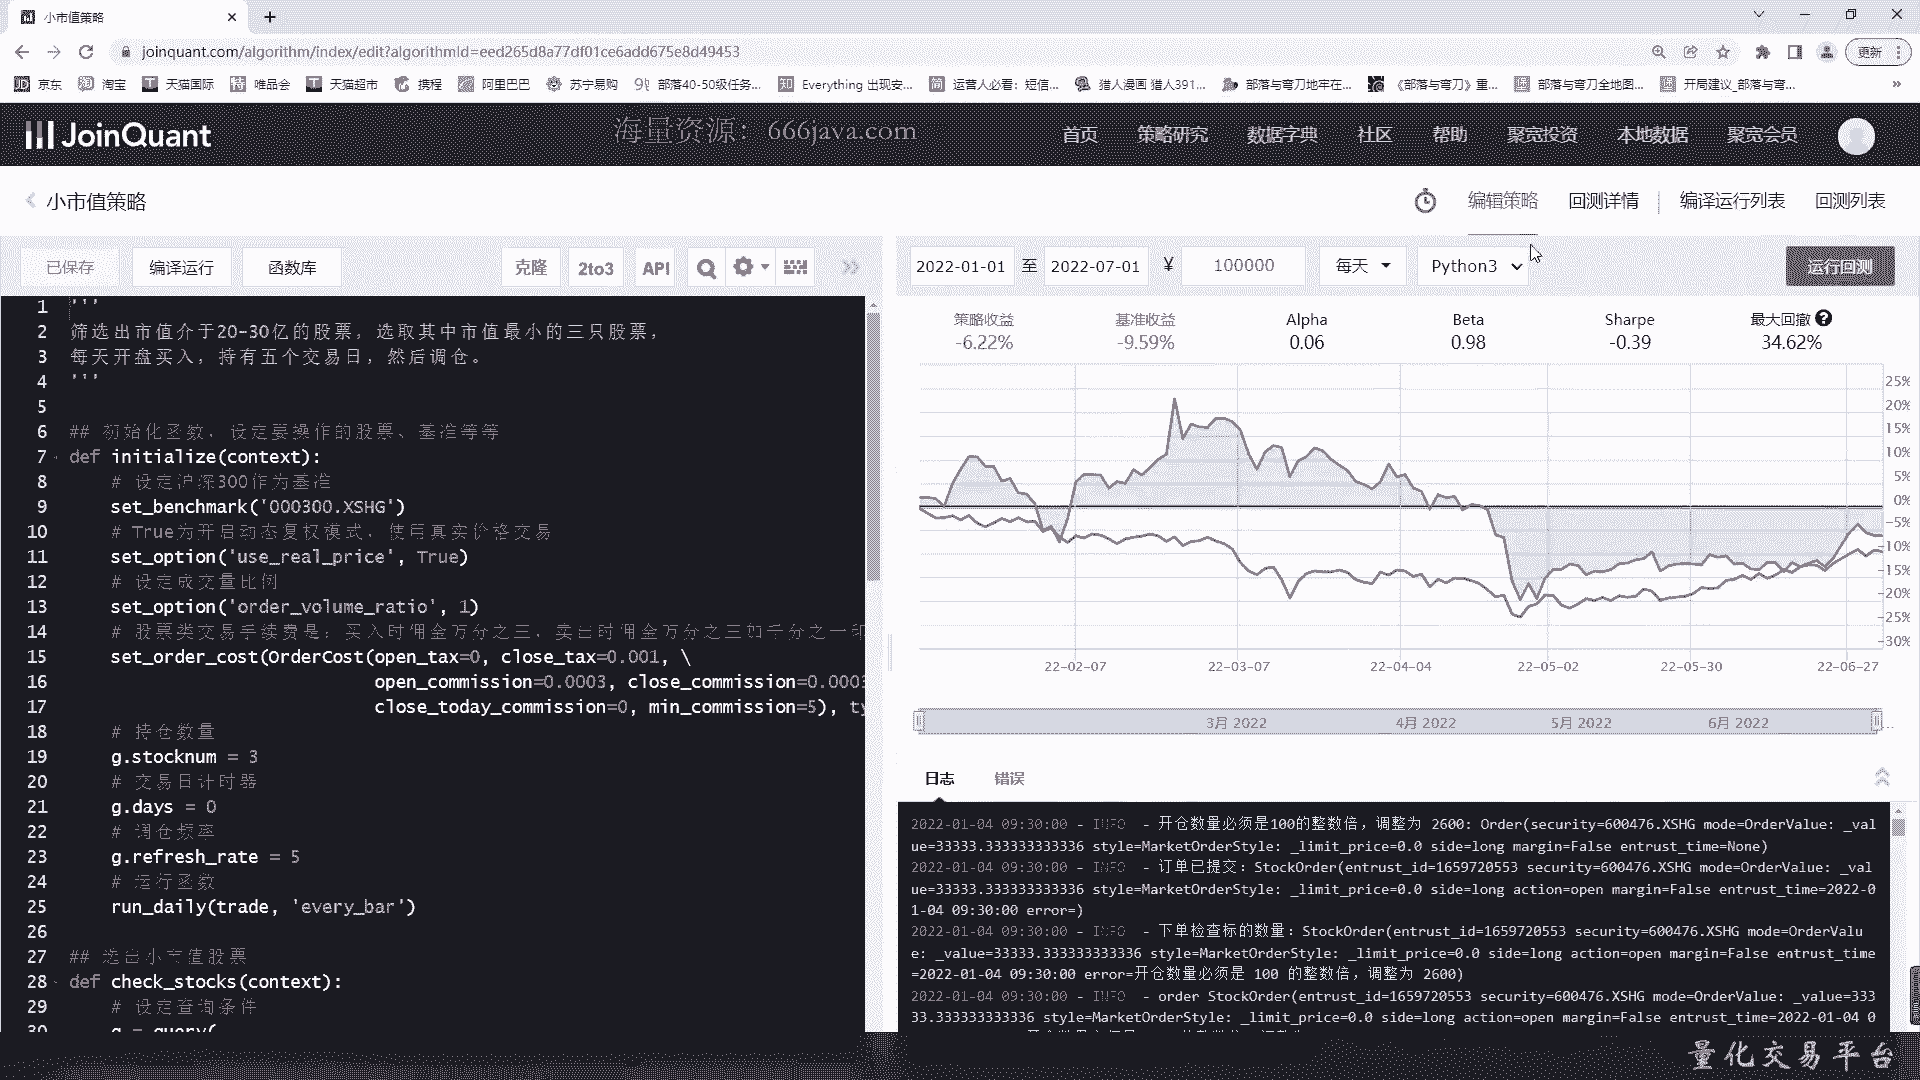 小市值策略
joinquant.com/algorithm/index/edit?algorithmId=eed265d8a77df01ce6add675e8d49453
更新
京东 淘宝 天猫国际 唯品会 天猫超市 携程 阿里巴巴 苏宁易购 部落40-50级任务... Everything 出现安... 运营人必看：短信... 猎人漫画 猎人391... 部落与弯刀地牢在... 《部落与弯刀》重... 部落与弯刀全地图... 开局建议_部落与弯...
JoinQuant
海量资源：666java.com
首页 策略研究 数据字典 社区 帮助 聚宽投资 本地数据 聚宽会员
小市值策略
编辑策略 回测详情 编译运行列表 回测列表
已保存 编译运行 函数库 克隆 2to3 API
2022-01-01 至 2022-07-01 ¥ 100000 每天 Python3 运行回测
1 '''
2 筛选出市值介于20-30亿的股票，选取其中市值最小的三只股票，
3 每天开盘买入，持有五个交易日，然后调仓。
4 '''
5
6 ## 初始化函数，设定要操作的股票、基准等等
7 def initialize(context):
8 # 设定沪深300作为基准
9 set_benchmark('000300.XSHG')
10 # True为开启动态复权模式，使用真实价格交易
11 set_option('use_real_price', True)
12 # 设定成交量比例
13 set_option('order_volume_ratio', 1)
14 # 股票类交易手续费是：买入时佣金万分之三，卖出时佣金万分之三加千分之一印
15 set_order_cost(OrderCost(open_tax=0, close_tax=0.001, \
16 open_commission=0.0003, close_commission=0.0003
17 close_today_commission=0, min_commission=5), ty
18 # 持仓数量
19 g.stocknum = 3
20 # 交易日计时器
21 g.days = 0
22 # 调仓频率
23 g.refresh_rate = 5
24 # 运行函数
25 run_daily(trade, 'every_bar')
26
27 ## 选出小市值股票
28 def check_stocks(context):
29 # 设定查询条件
30 q = query(
策略收益 基准收益 Alpha Beta Sharpe 最大回撤
-6.22% -9.59% 0.06 0.98 -0.39 34.62%
25%
20%
15%
10%
5%
0%
-5%
-10%
-15%
-20%
-25%
-30%
22-02-07 22-03-07 22-04-04 22-05-02 22-05-30 22-06-27
3月 2022 4月 2022 5月 2022 6月 2022
日志 错误
2022-01-04 09:30:00 - INFO - 开仓数量必须是100的整数倍，调整为 2600: Order(security=600476.XSHG mode=OrderValue: _val
ue=33333.333333333336 style=MarketOrderStyle: _limit_price=0.0 side=long margin=False entrust_time=None)
2022-01-04 09:30:00 - INFO - 订单已提交：StockOrder(entrust_id=1659720553 security=600476.XSHG mode=OrderValue: _val
ue=33333.333333333336 style=MarketOrderStyle: _limit_price=0.0 side=long action=open margin=False entrust_time=2022-0
1-04 09:30:00 error=)
2022-01-04 09:30:00 - INFO - 下单检查标的数量：StockOrder(entrust_id=1659720553 security=600476.XSHG mode=OrderValu
e: _value=33333.333333333336 style=MarketOrderStyle: _limit_price=0.0 side=long action=open margin=False entrust_time
=2022-01-04 09:30:00 error=开仓数量必须是 100 的整数倍，调整为 2600)
2022-01-04 09:30:00 - INFO - order StockOrder(entrust_id=1659720553 security=600476.XSHG mode=OrderValue: _value=333
33.333333333336 style=MarketOrderStyle: _limit_price=0.0 side=long action=open margin=False entrust_time=2022-01-04 0
量化交易平台